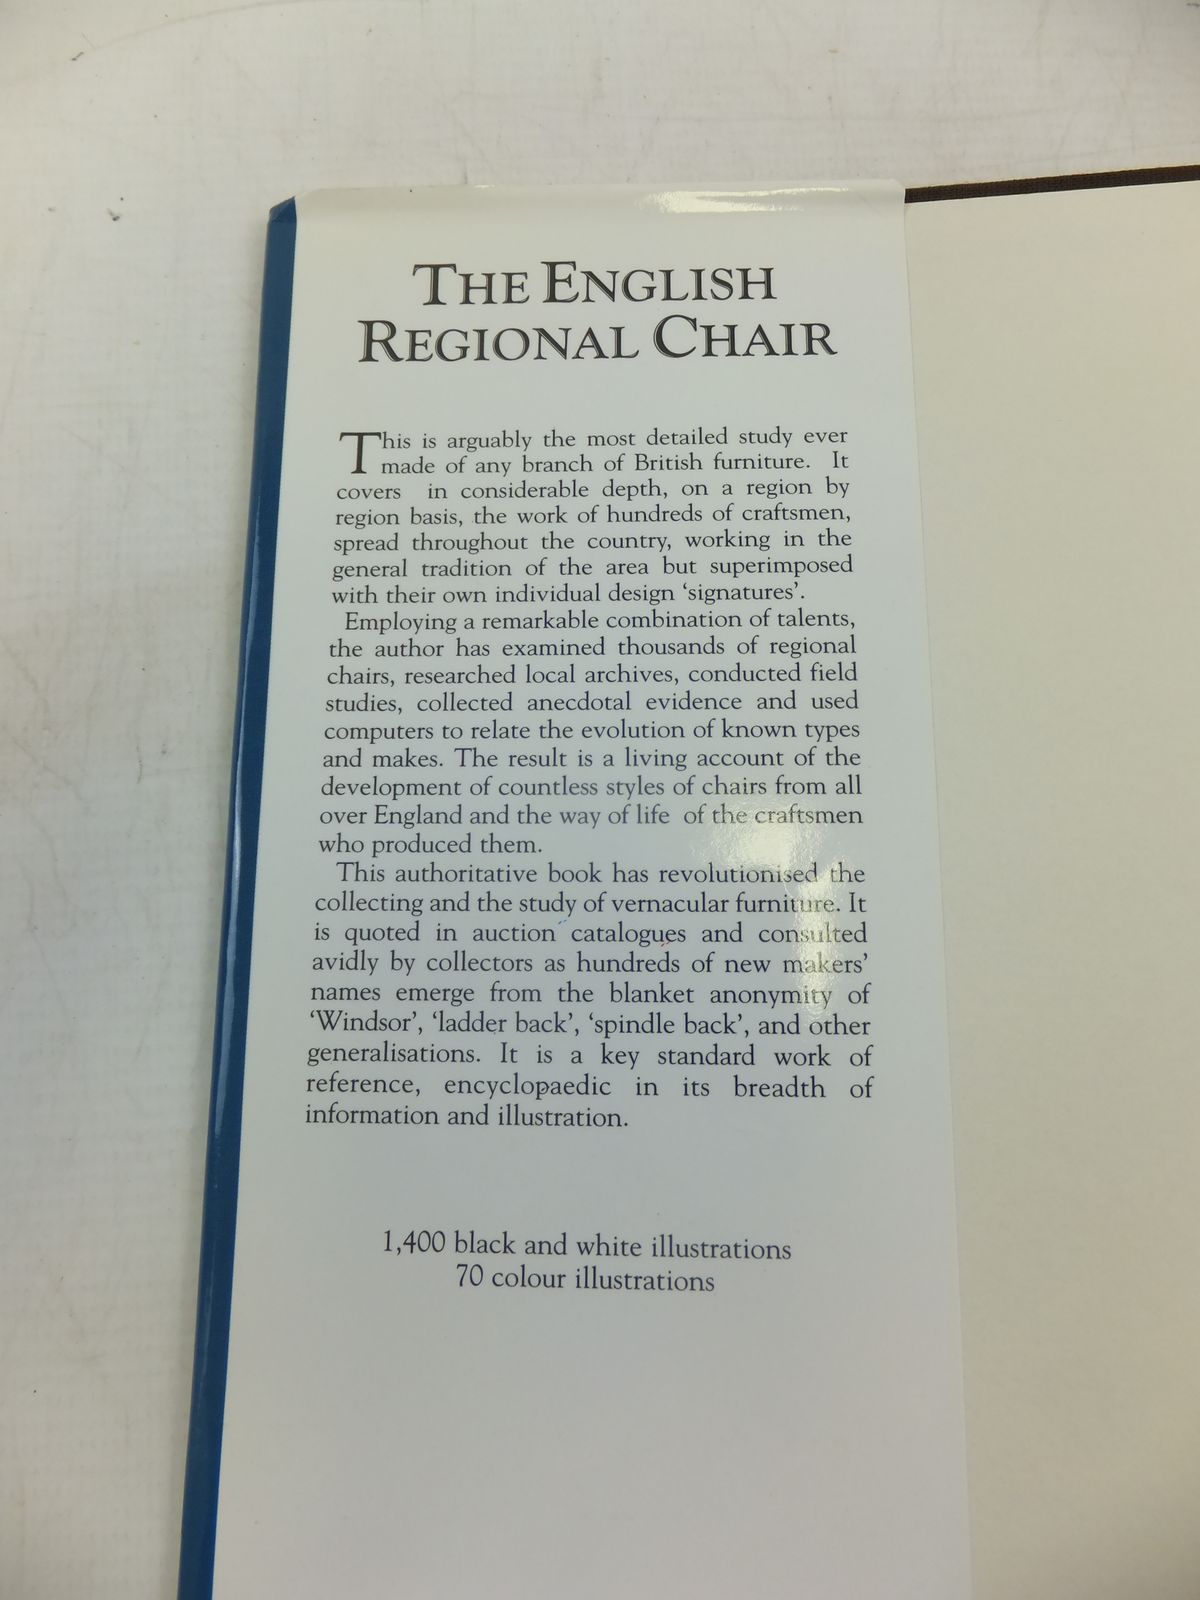 THE ENGLISH
REGIONAL CHAIR
This is arguably the most detailed study ever
made of any branch of British furniture. It
covers in considerable depth, on a region by
region basis, the work of hundreds of craftsmen,
spread throughout the country, working in the
general tradition of the area but superimposed
with their own individual design ‘signatures’.
Employing a remarkable combination of talents,
the author has examined thousands of regional
chairs, researched local archives, conducted field
studies, collected anecdotal evidence and used
computers to relate the evolution of known types
and makes. The result is a living account of the
development of countless styles of chairs from all
over England and the way of life of the craftsmen
who produced them.
This authoritative book has revolutionised the
collecting and the study of vernacular furniture. It
is quoted in auction catalogues and consulted
avidly by collectors as hundreds of new makers’
names emerge from the blanket anonymity of
‘Windsor’, ‘ladder back’, ‘spindle back’, and other
generalisations. It is a key standard work of
reference, encyclopaedic in its breadth of
information and illustration.
1,400 black and white illustrations
70 colour illustrations